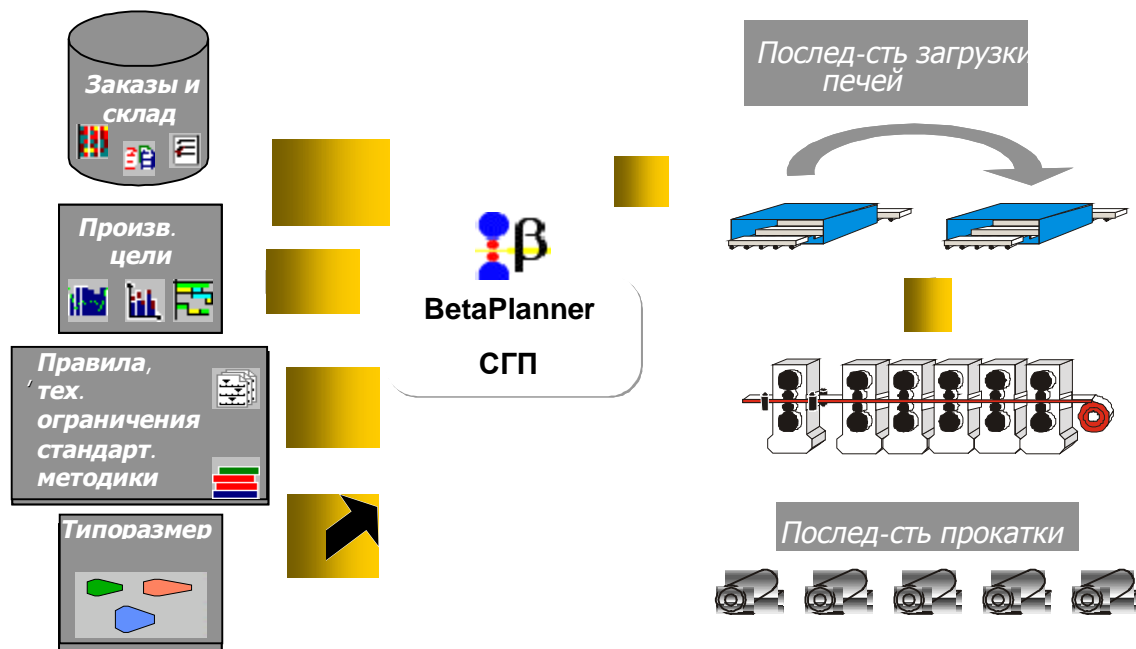 Заказы и
склад
Произв.
цели
Правила,
тех.
ограничения
стандарт.
методики
Типоразмер
β
BetaPlanner
СГП
Послед-сть загрузки
печей
Послед-сть прокатки